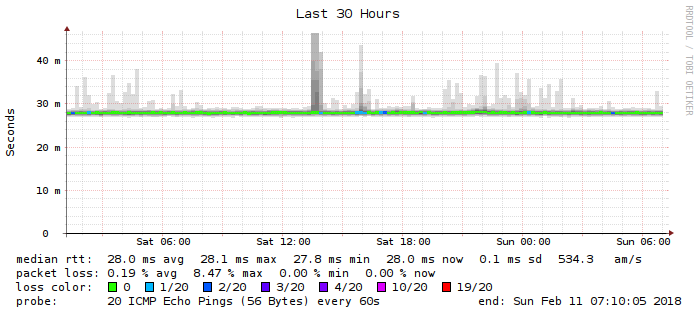 Last 30 Hours
RRDTOOL / TOBI OETIKER
Seconds
40 m
30 m
20 m
10 m
0
Sat 06:00 Sat 12:00 Sat 18:00 Sun 00:00 Sun 06:00
median rtt: 28.0 ms avg 28.1 ms max 27.8 ms min 28.0 ms now 0.1 ms sd 534.3 am/s
packet loss: 0.19 % avg 8.47 % max 0.00 % min 0.00 % now
loss color: 0 1/20 2/20 3/20 4/20 10/20 19/20
probe: 20 ICMP Echo Pings (56 Bytes) every 60s end: Sun Feb 11 07:10:05 2018